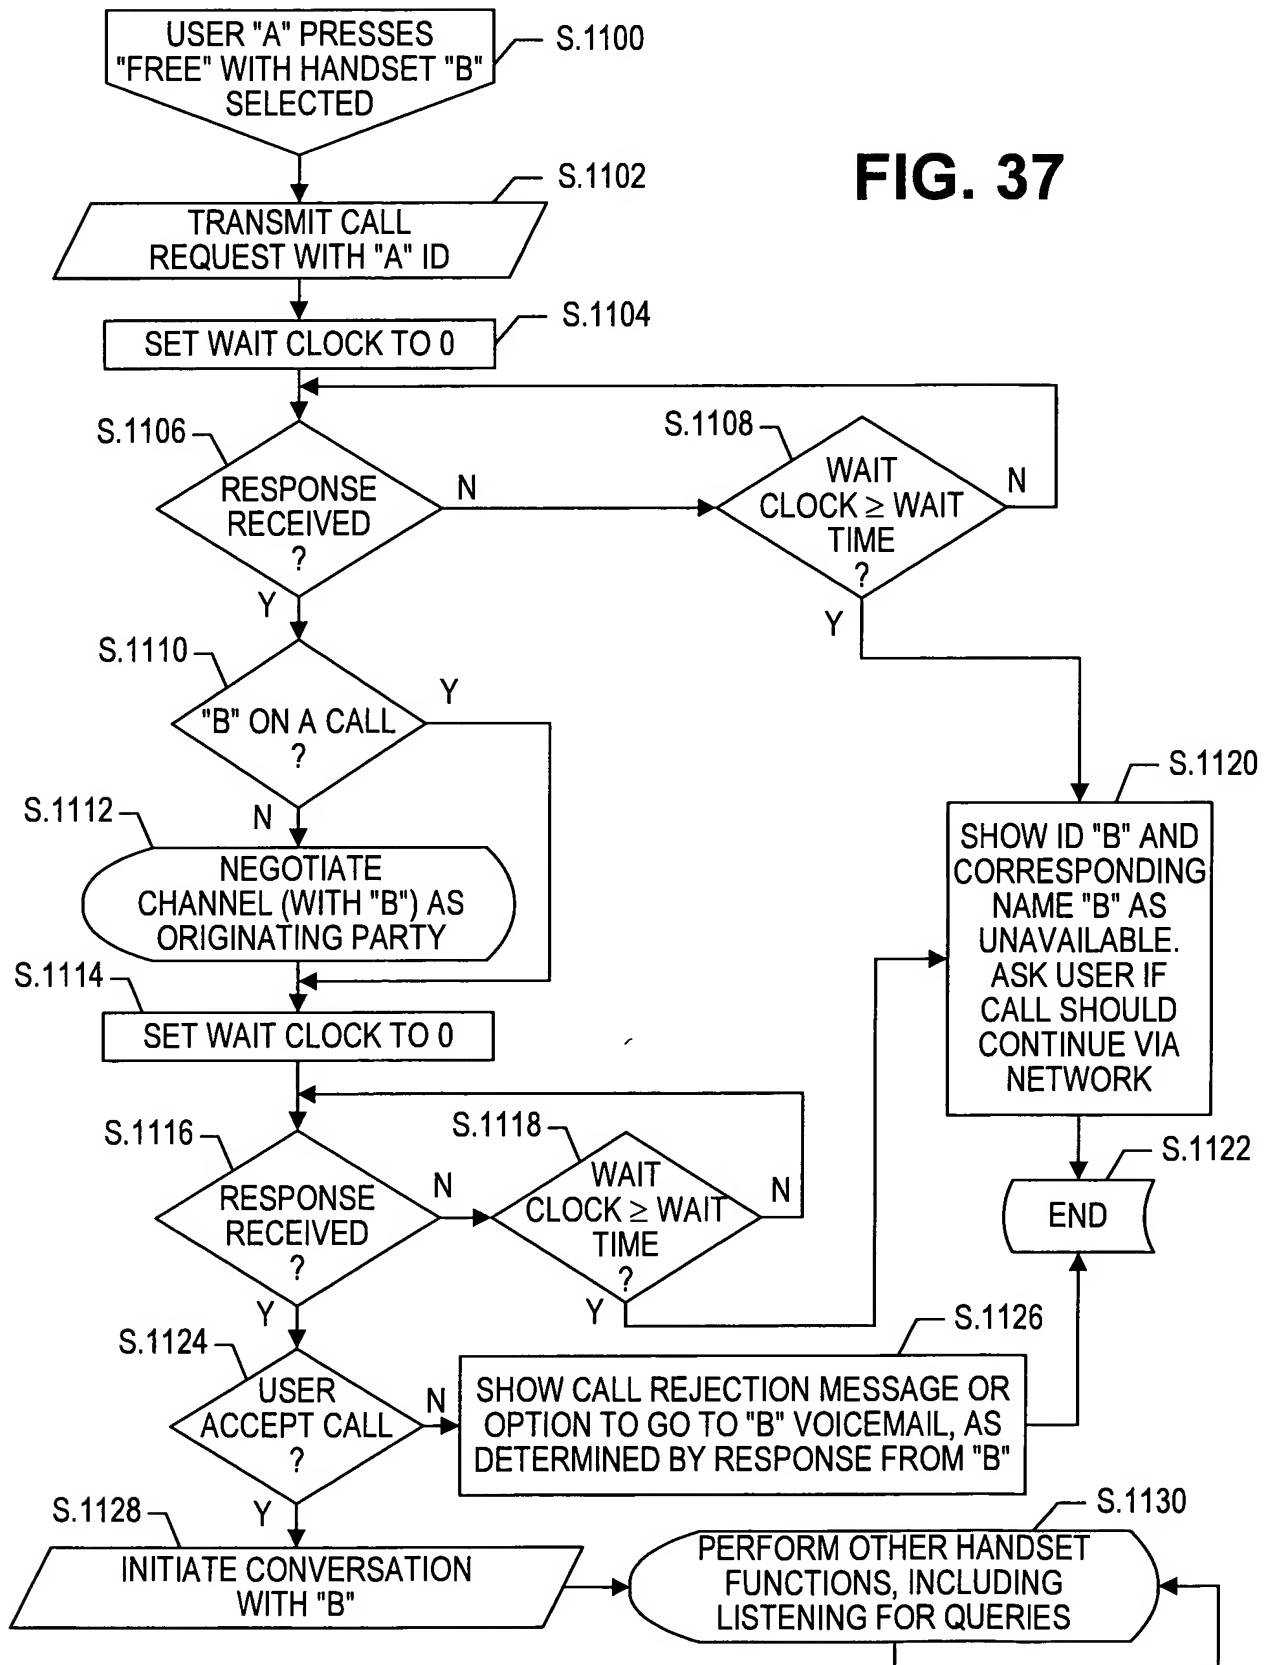 USER "A" PRESSES
"FREE" WITH HANDSET "B"
SELECTED
S.1100
FIG. 37
S.1102
TRANSMIT CALL
REQUEST WITH "A" ID
S.1104
SET WAIT CLOCK TO 0
S.1106
RESPONSE
RECEIVED
?
N
Y
S.1108
WAIT
CLOCK ≥ WAIT
TIME
?
N
Y
S.1110
"B" ON A CALL
?
Y
N
S.1112
NEGOTIATE
CHANNEL (WITH "B") AS
ORIGINATING PARTY
S.1114
SET WAIT CLOCK TO 0
S.1120
SHOW ID "B" AND
CORRESPONDING
NAME "B" AS
UNAVAILABLE.
ASK USER IF
CALL SHOULD
CONTINUE VIA
NETWORK
S.1116
RESPONSE
RECEIVED
?
N
Y
S.1118
WAIT
CLOCK ≥ WAIT
TIME
?
N
Y
S.1122
END
S.1124
USER
ACCEPT CALL
?
N
Y
S.1126
SHOW CALL REJECTION MESSAGE OR
OPTION TO GO TO "B" VOICEMAIL, AS
DETERMINED BY RESPONSE FROM "B"
S.1128
INITIATE CONVERSATION
WITH "B"
S.1130
PERFORM OTHER HANDSET
FUNCTIONS, INCLUDING
LISTENING FOR QUERIES